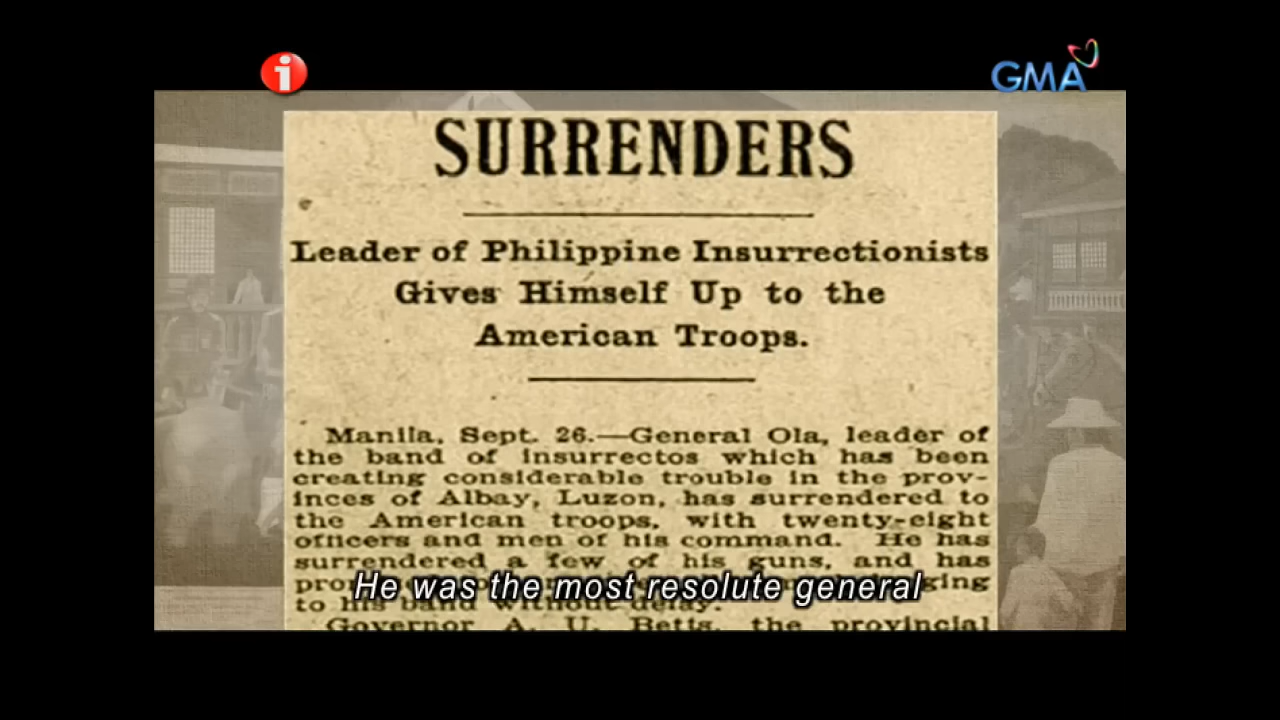 i
GMA
SURRENDERS
Leader of Philippine Insurrectionists
Gives Himself Up to the
American Troops.
Manila, Sept. 26.—General Ola, leader of
the band of insurrectos which has been
creating considerable trouble in the prov-
inces of Albay, Luzon, has surrendered to
the American troops, with twenty-eight
officers and men of his command. He has
surrendered a few of his guns, and has
to his band without delay.
He was the most resolute general
Governor A. U. Betts, the provincial